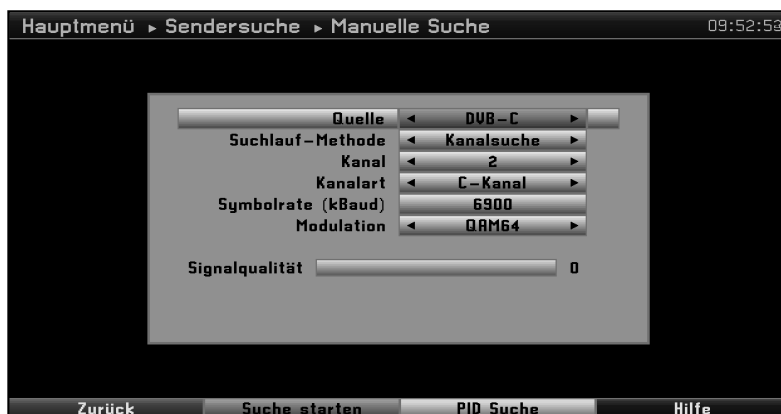 Hauptmenü ▸ Sendersuche ▸ Manuelle Suche 09:52:53
Quelle ◂ DVB-C ▸
Suchlauf-Methode ◂ Kanalsuche ▸
Kanal ◂ 2 ▸
Kanalart ◂ C-Kanal ▸
Symbolrate (kBaud) 6900
Modulation ◂ QAM64 ▸
Signalqualität 0
Zurück Suche starten PID Suche Hilfe